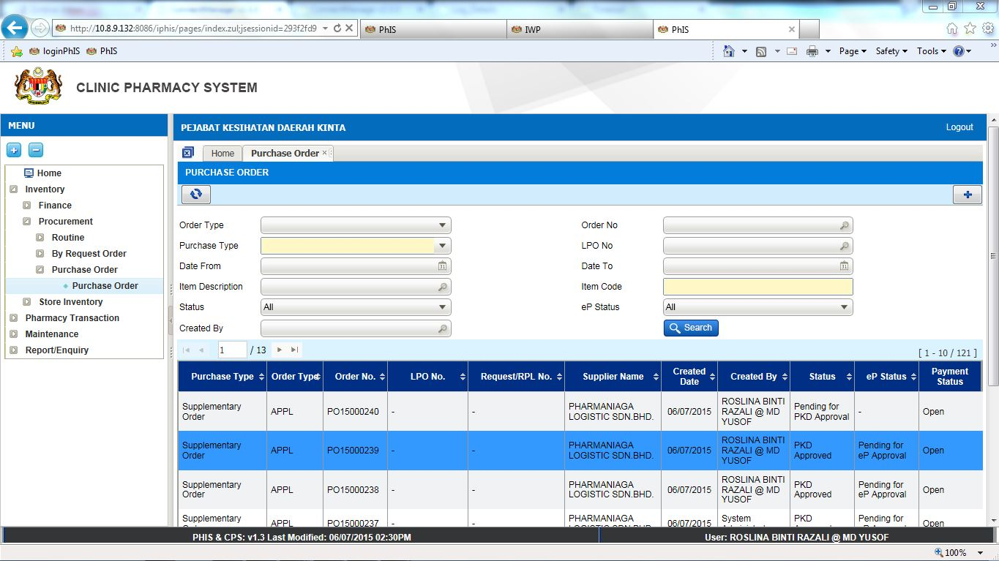 http://10.8.9.132:8086/iphis/pages/index.zul;jsessionid=293f2fd9
PhIS
IWP
PhIS
loginPhIS
PhIS
Page
Safety
Tools
CLINIC PHARMACY SYSTEM
MENU
PEJABAT KESIHATAN DAERAH KINTA
Logout
Home
Inventory
Finance
Procurement
Routine
By Request Order
Purchase Order
Purchase Order
Store Inventory
Pharmacy Transaction
Maintenance
Report/Enquiry
Home
Purchase Order
PURCHASE ORDER
Order Type
Order No
Purchase Type
LPO No
Date From
31
Date To
31
Item Description
Item Code
Status
All
eP Status
All
Created By
Search
1
/ 13
[ 1 - 10 / 121 ]
Purchase Type
Order Type
Order No.
LPO No.
Request/RPL No.
Supplier Name
Created
Date
Created By
Status
eP Status
Payment
Status
Supplementary
Order
APPL
PO15000240
-
-
PHARMANIAGA
LOGISTIC SDN.BHD.
06/07/2015
ROSLINA BINTI
RAZALI @ MD
YUSOF
Pending for
PKD Approval
-
Open
Supplementary
Order
APPL
PO15000239
-
-
PHARMANIAGA
LOGISTIC SDN.BHD.
06/07/2015
ROSLINA BINTI
RAZALI @ MD
YUSOF
PKD
Approved
Pending for
eP Approval
Open
Supplementary
Order
APPL
PO15000238
-
-
PHARMANIAGA
LOGISTIC SDN.BHD.
06/07/2015
ROSLINA BINTI
RAZALI @ MD
YUSOF
PKD
Approved
Pending for
eP Approval
Open
Supplementary
Order
APPL
PO15000237
-
-
PHARMANIAGA
LOGISTIC SDN.BHD.
06/07/2015
System
PKD
Approved
Pending for
eP Approval
Open
PHIS & CPS: v1.3 Last Modified: 06/07/2015 02:30PM
User: ROSLINA BINTI RAZALI @ MD YUSOF
100%